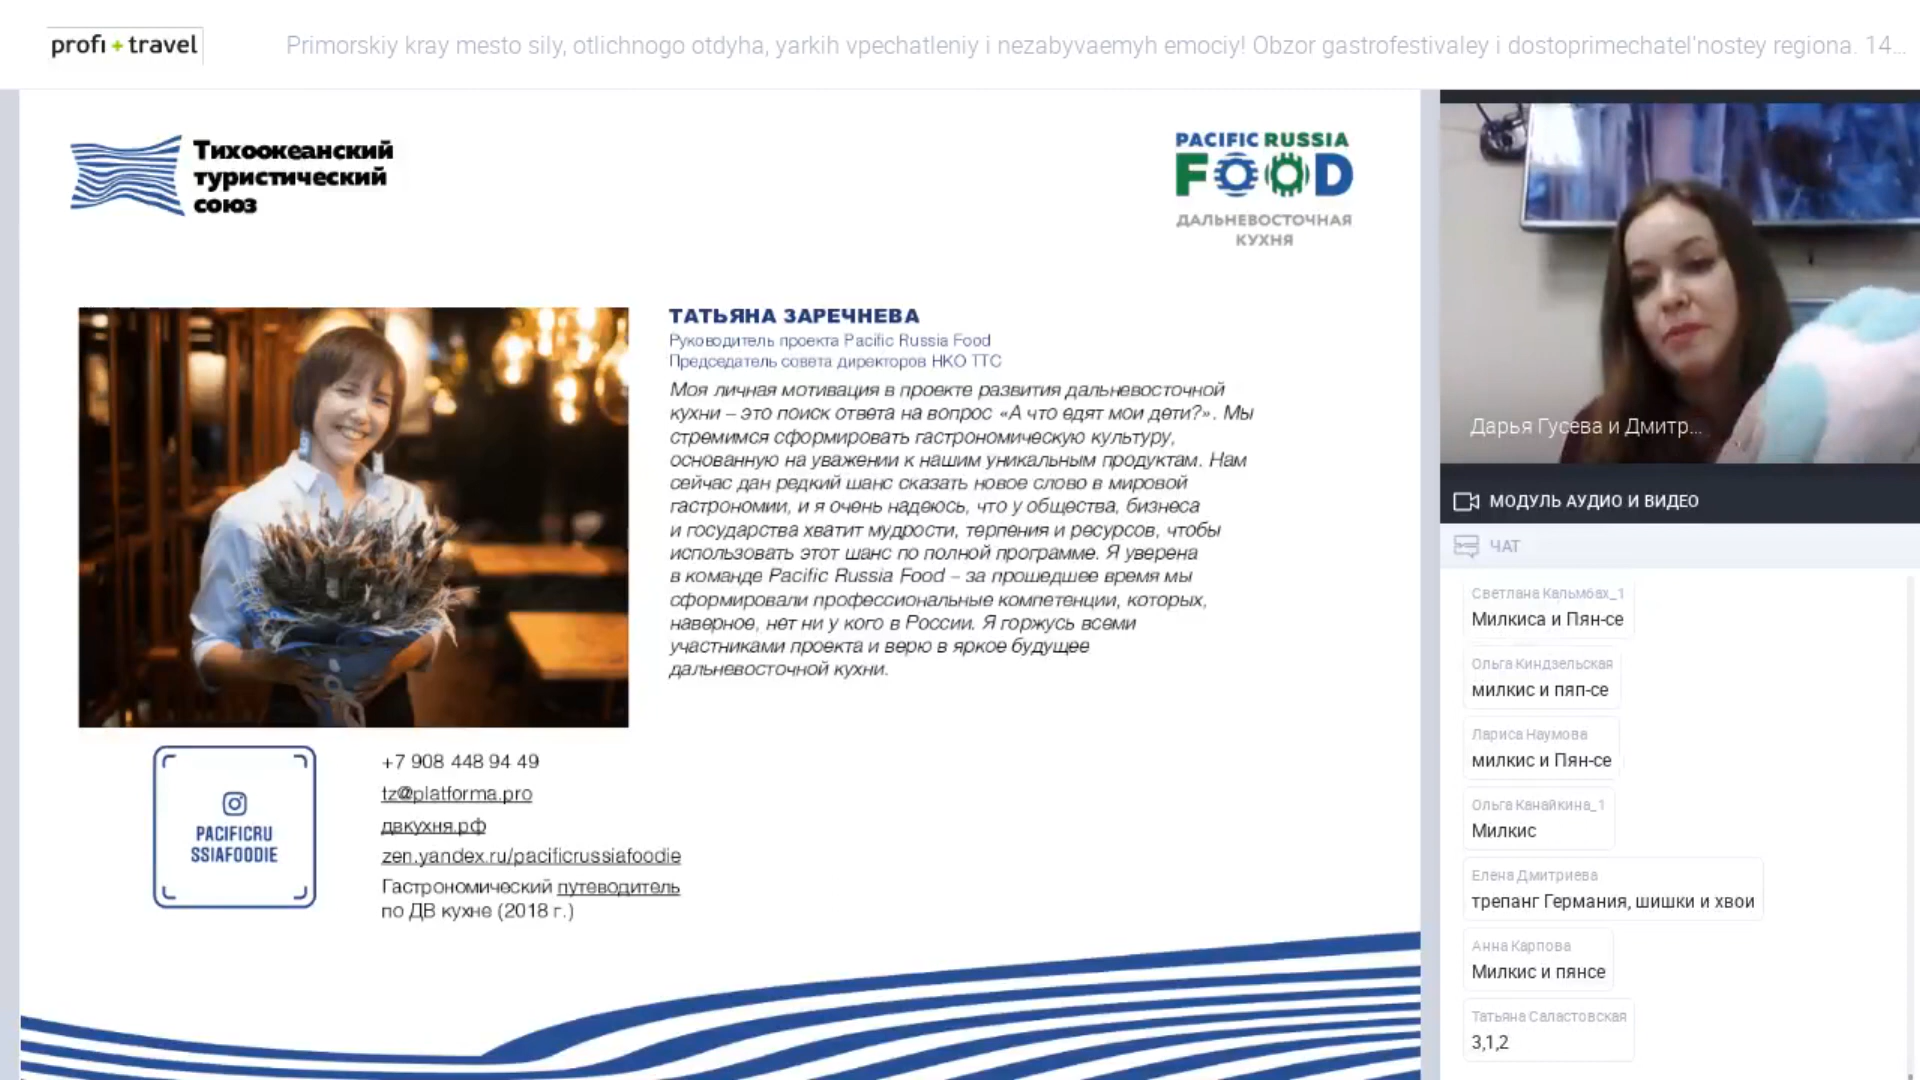 profi + travel
Primorskiy kray mesto sily, otlichnogo otdyha, yarkih vpechatleniy i nezabyvaemyh emociy! Obzor gastrofestivaley i dostoprimechatel'nostey regiona. 14...
Тихоокеанский
туристический
союз
PACIFIC RUSSIA
FOOD
ДАЛЬНЕВОСТОЧНАЯ
КУХНЯ
ТАТЬЯНА ЗАРЕЧНЕВА
Руководитель проекта Pacific Russia Food
Председатель совета директоров НКО ТТС
Моя личная мотивация в проекте развития дальневосточной
кухни – это поиск ответа на вопрос «А что едят мои дети?». Мы
стремимся сформировать гастрономическую культуру,
основанную на уважении к нашим уникальным продуктам. Нам
сейчас дан редкий шанс сказать новое слово в мировой
гастрономии, и я очень надеюсь, что у общества, бизнеса
и государства хватит мудрости, терпения и ресурсов, чтобы
использовать этот шанс по полной программе. Я уверена
в команде Pacific Russia Food – за прошедшее время мы
сформировали профессиональные компетенции, которых,
наверное, нет ни у кого в России. Я горжусь всеми
участниками проекта и верю в яркое будущее
дальневосточной кухни.
PACIFICRU
SSIAFOODIE
+7 908 448 94 49
tz@platforma.pro
двкухня.рф
zen.yandex.ru/pacificrussiafoodie
Гастрономический путеводитель
по ДВ кухне (2018 г.)
Дарья Гусева и Дмитр...
МОДУЛЬ АУДИО И ВИДЕО
ЧАТ
Светлана Кальмбах_1
Милкиса и Пян-се
Ольга Киндзельская
милкис и пяп-се
Лариса Наумова
милкис и Пян-се
Ольга Канайкина_1
Милкис
Елена Дмитриева
трепанг Германия, шишки и хвои
Анна Карпова
Милкис и пянсе
Татьяна Саластовская
3,1,2